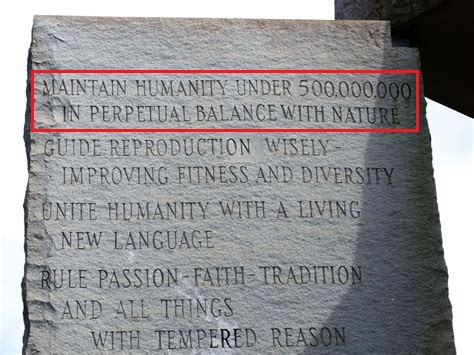 MAINTAIN HUMANITY UNDER 500,000,000
IN PERPETUAL BALANCE WITH NATURE
GUIDE REPRODUCTION WISELY-
IMPROVING FITNESS AND DIVERSITY
UNITE HUMANITY WITH A LIVING
NEW LANGUAGE
RULE PASSION-FAITH-TRADITION
AND ALL THINGS
WITH TEMPERED REASON